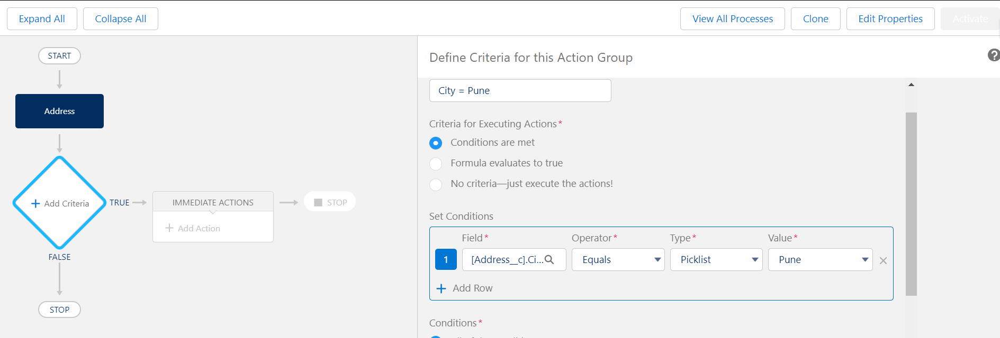 Expand All
Collapse All
View All Processes
Clone
Edit Properties
Activate
START
Address
+ Add Criteria
TRUE
IMMEDIATE ACTIONS
+ Add Action
STOP
FALSE
STOP
Define Criteria for this Action Group
?
City = Pune
Criteria for Executing Actions*
Conditions are met
Formula evaluates to true
No criteria—just execute the actions!
Set Conditions
Field* Operator* Type* Value*
1 [Address__c].Ci... Equals Picklist Pune
+ Add Row
Conditions*